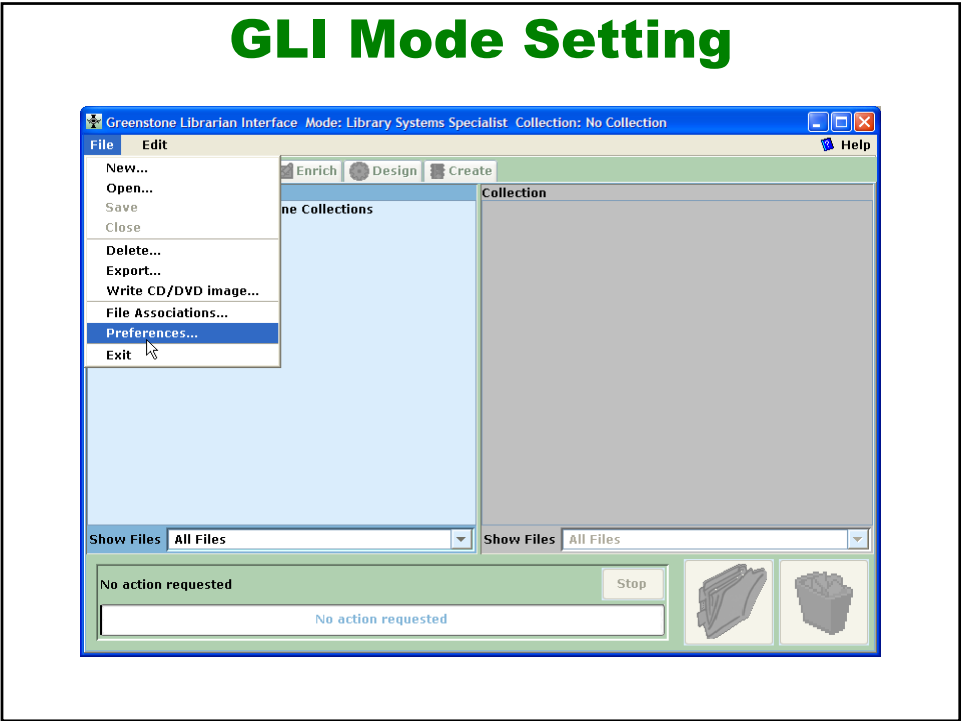 GLI Mode Setting
Greenstone Librarian Interface Mode: Library Systems Specialist Collection: No Collection
File Edit Help
Enrich Design Create
New...
Open...
Save
Close
Delete...
Export...
Write CD/DVD image...
File Associations...
Preferences...
Exit
Collections
Collection
Show Files All Files
Show Files All Files
No action requested
Stop
No action requested